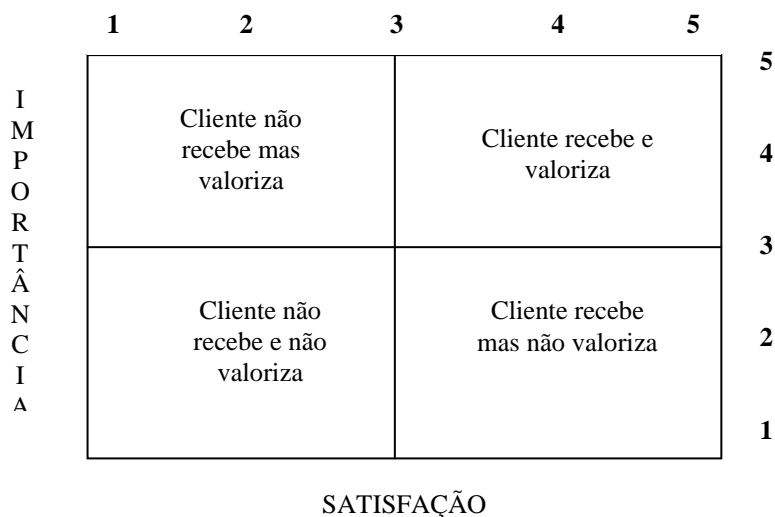 1 2 3 4 5
5
I
M
P
O
R
T
Â
N
C
I
A
Cliente não
recebe mas
valoriza
Cliente recebe e
valoriza
4
3
Cliente não
recebe e não
valoriza
Cliente recebe
mas não valoriza
2
1
SATISFAÇÃO